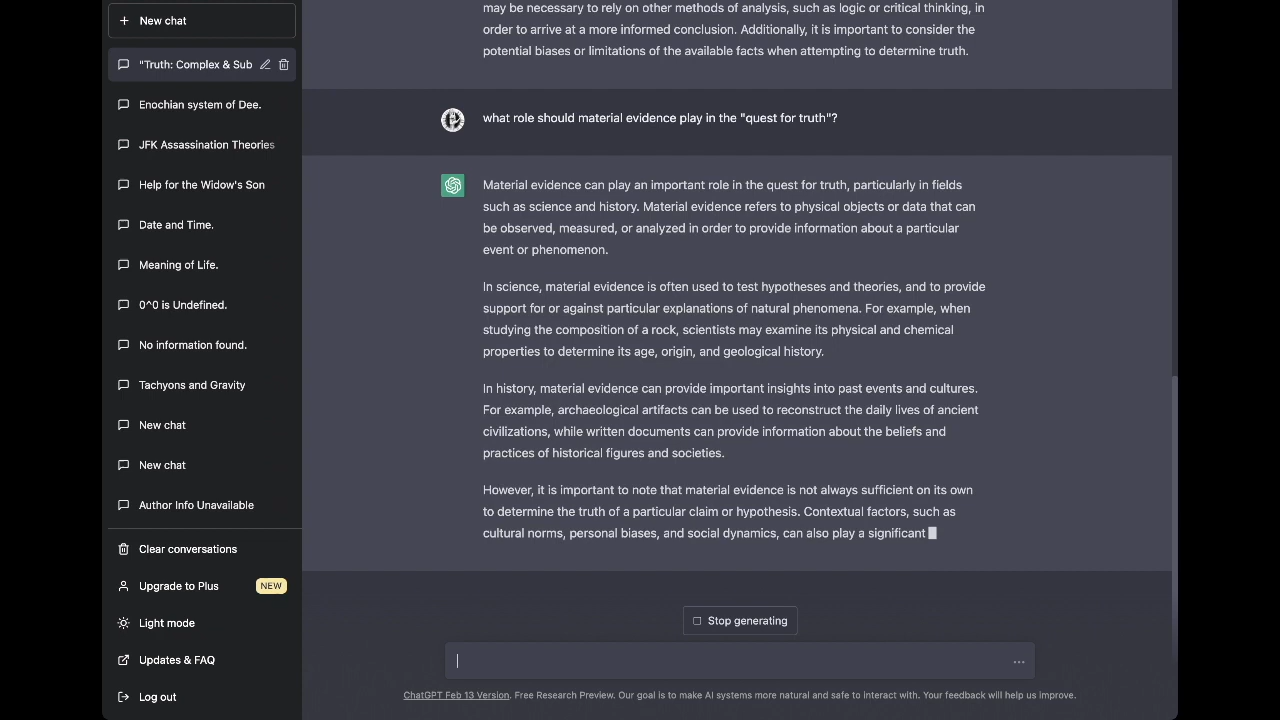 New chat
"Truth: Complex & Sub
Enochian system of Dee.
JFK Assassination Theories
Help for the Widow's Son
Date and Time.
Meaning of Life.
0^0 is Undefined.
No information found.
Tachyons and Gravity
New chat
New chat
Author Info Unavailable
Clear conversations
Upgrade to Plus NEW
Light mode
Updates & FAQ
Log out
may be necessary to rely on other methods of analysis, such as logic or critical thinking, in
order to arrive at a more informed conclusion. Additionally, it is important to consider the
potential biases or limitations of the available facts when attempting to determine truth.
what role should material evidence play in the "quest for truth"?
Material evidence can play an important role in the quest for truth, particularly in fields
such as science and history. Material evidence refers to physical objects or data that can
be observed, measured, or analyzed in order to provide information about a particular
event or phenomenon.
In science, material evidence is often used to test hypotheses and theories, and to provide
support for or against particular explanations of natural phenomena. For example, when
studying the composition of a rock, scientists may examine its physical and chemical
properties to determine its age, origin, and geological history.
In history, material evidence can provide important insights into past events and cultures.
For example, archaeological artifacts can be used to reconstruct the daily lives of ancient
civilizations, while written documents can provide information about the beliefs and
practices of historical figures and societies.
However, it is important to note that material evidence is not always sufficient on its own
to determine the truth of a particular claim or hypothesis. Contextual factors, such as
cultural norms, personal biases, and social dynamics, can also play a significant
Stop generating
ChatGPT Feb 13 Version. Free Research Preview. Our goal is to make AI systems more natural and safe to interact with. Your feedback will help us improve.